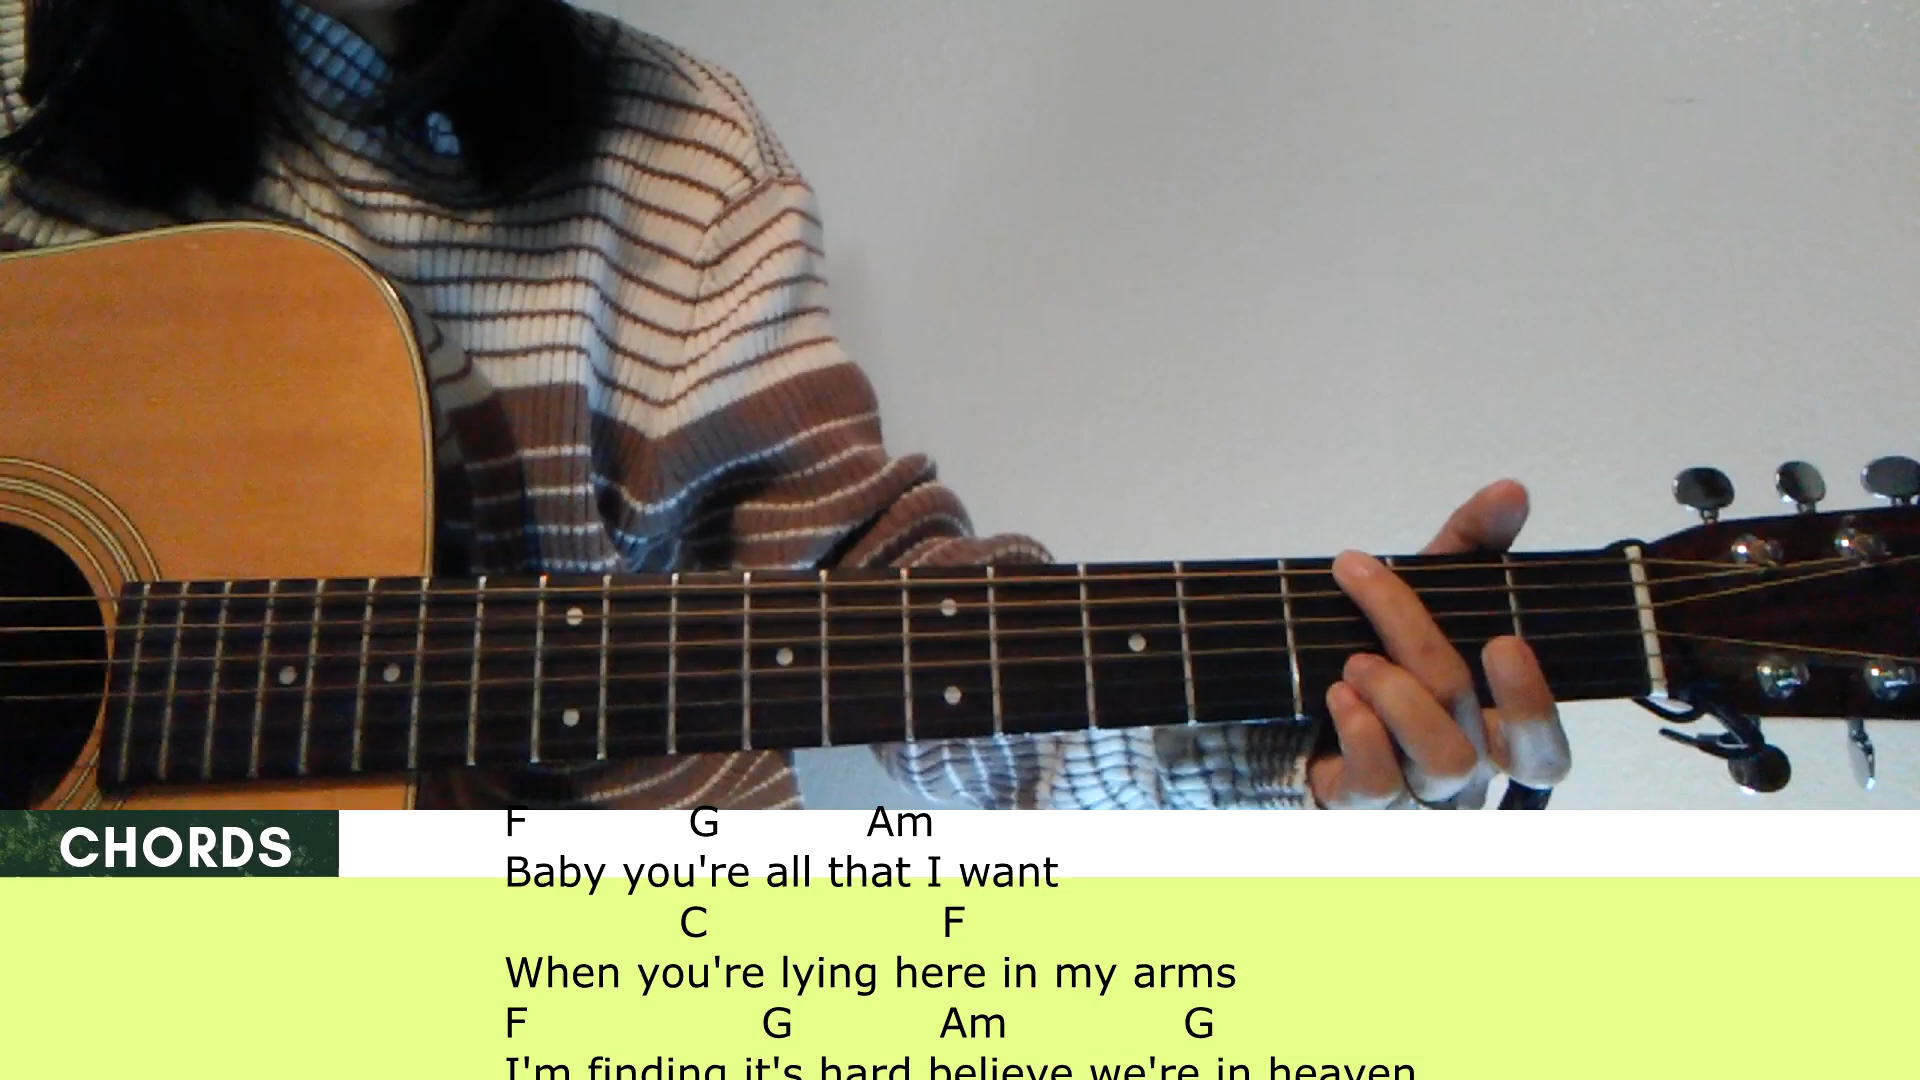 CHORDS
F G Am
Baby you're all that I want
C F
When you're lying here in my arms
F G Am G
I'm finding it's hard believe we're in heaven